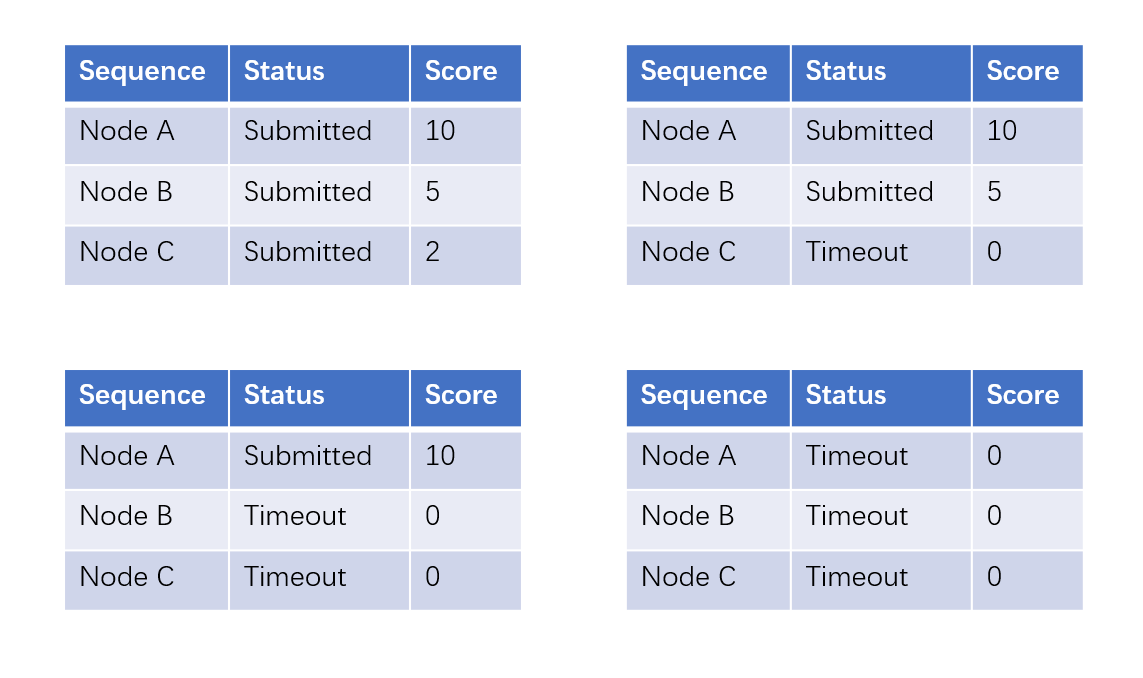 Sequence Status Score
Node A Submitted 10
Node B Submitted 5
Node C Submitted 2
Sequence Status Score
Node A Submitted 10
Node B Submitted 5
Node C Timeout 0
Sequence Status Score
Node A Submitted 10
Node B Timeout 0
Node C Timeout 0
Sequence Status Score
Node A Timeout 0
Node B Timeout 0
Node C Timeout 0